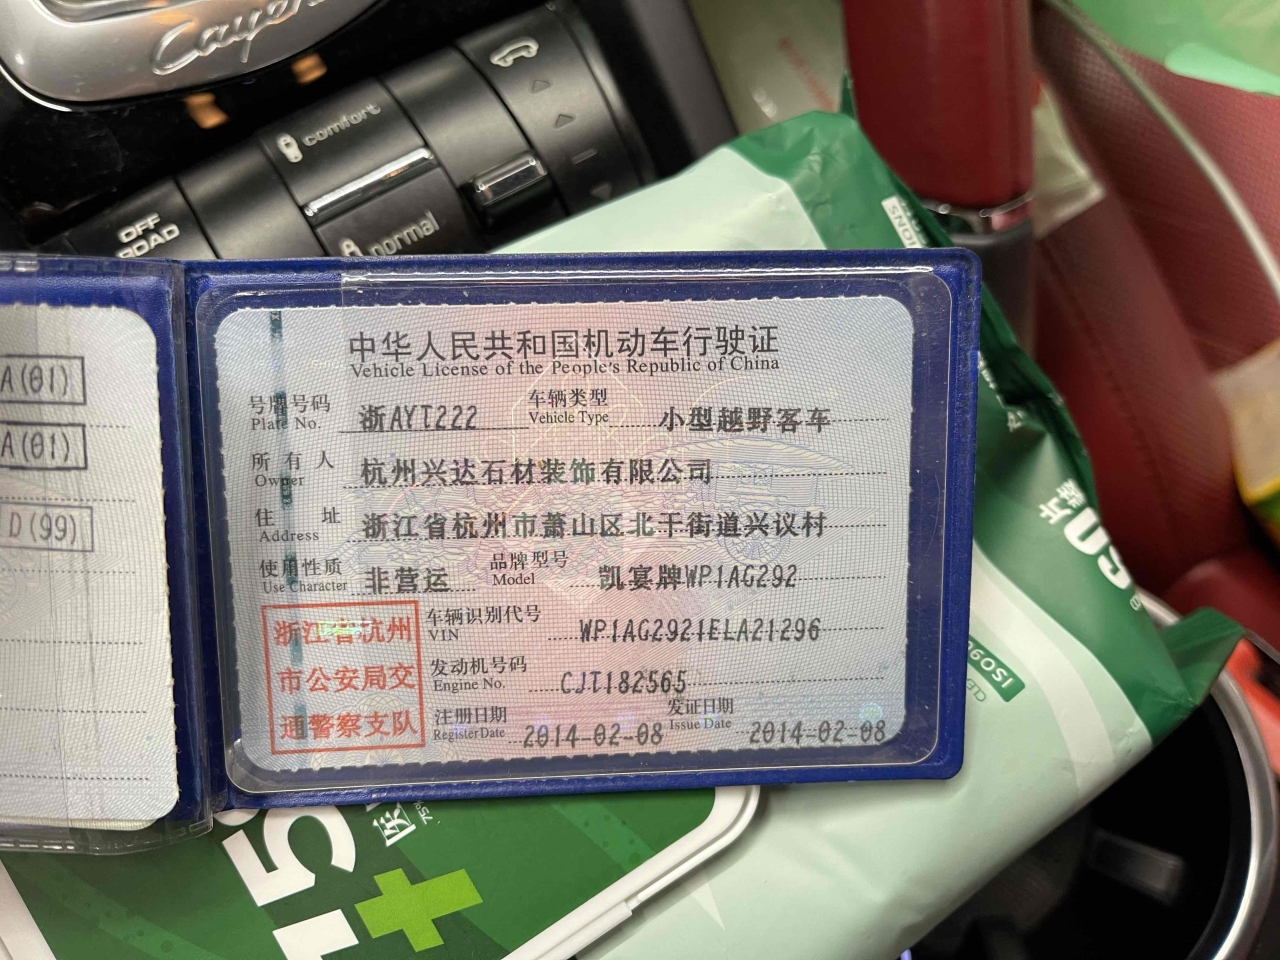 Cayenne
comfort
OFF
ROAD
normal
IONS
A(01)
A(01)
D(99)
中华人民共和国机动车行驶证
Vehicle License of the People's Republic of China
号牌号码 Plate No. 浙AYT222 车辆类型 Vehicle Type 小型越野客车
所有人 Owner 杭州兴达石材装饰有限公司
住址 Address 浙江省杭州市萧山区北干街道兴议村
使用性质 Use Character 非营运 品牌型号 Model 凯宴牌WP1AG292
车辆识别代号 VIN WP1AG2921ELA21296
发动机号码 Engine No. CJT182565
注册日期 Register Date 2014-02-08 发证日期 Issue Date 2014-02-08
浙江省杭州
市公安局交
通警察支队
75%